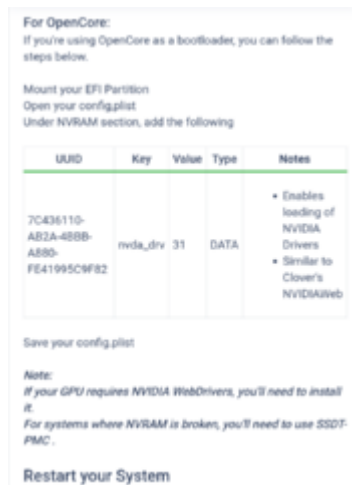 For OpenCore:
If you're using OpenCore as a bootloader, you can follow the
steps below.
Mount your EFI Partition
Open your config.plist
Under NVRAM section, add the following
UUID Key Value Type Notes
7C436110-
AB2A-4BBB-
A880-
FE41995C9F82
nvda_drv 31 DATA
• Enables
loading of
NVIDIA
Drivers
• Similar to
Clover's
NVIDIAWeb
Save your config.plist
Note:
If your GPU requires NVIDIA WebDrivers, you'll need to install
it.
For systems where NVRAM is broken, you'll need to use SSDT-
PMC .
Restart your System